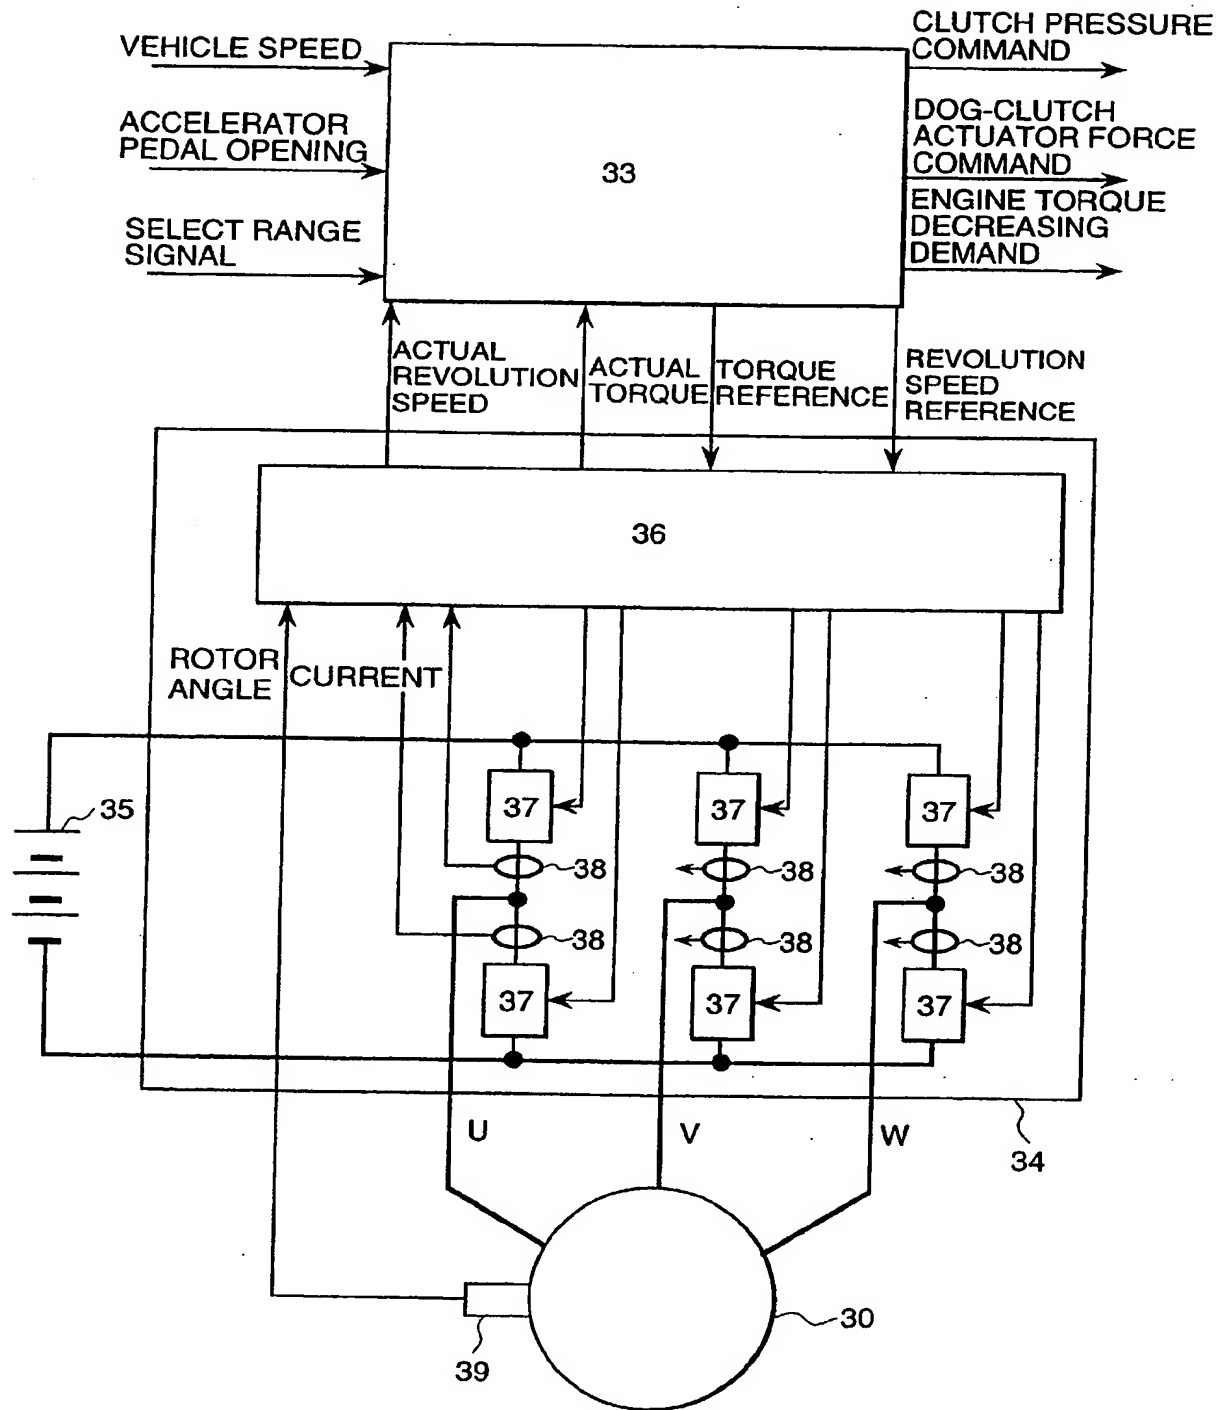 VEHICLE SPEED
ACCELERATOR
PEDAL OPENING
SELECT RANGE
SIGNAL
33
CLUTCH PRESSURE
COMMAND
DOG-CLUTCH
ACTUATOR FORCE
COMMAND
ENGINE TORQUE
DECREASING
DEMAND
ACTUAL
REVOLUTION
SPEED
ACTUAL
TORQUE
TORQUE
REFERENCE
REVOLUTION
SPEED
REFERENCE
36
ROTOR
ANGLE
CURRENT
35
37
37
37
38
38
38
38
38
38
37
37
37
U
V
W
34
30
39